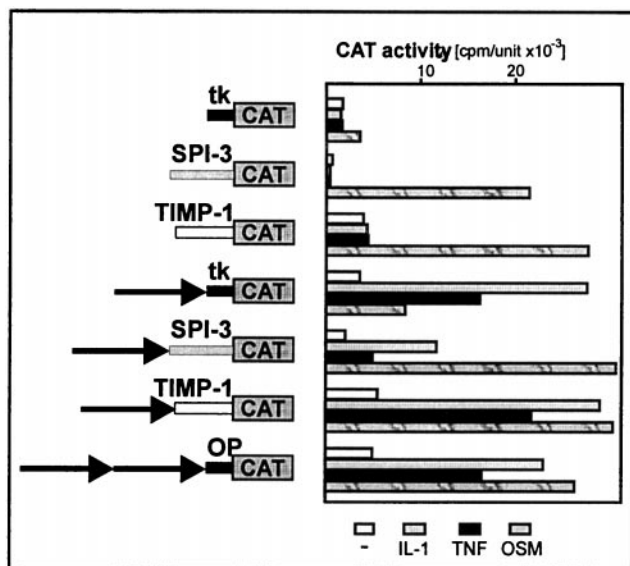 CAT activity [cpm/unit x10-3]
10 20
tk
CAT
SPI-3
CAT
TIMP-1
CAT
tk
CAT
SPI-3
CAT
TIMP-1
CAT
OP
CAT
- IL-1 TNF OSM